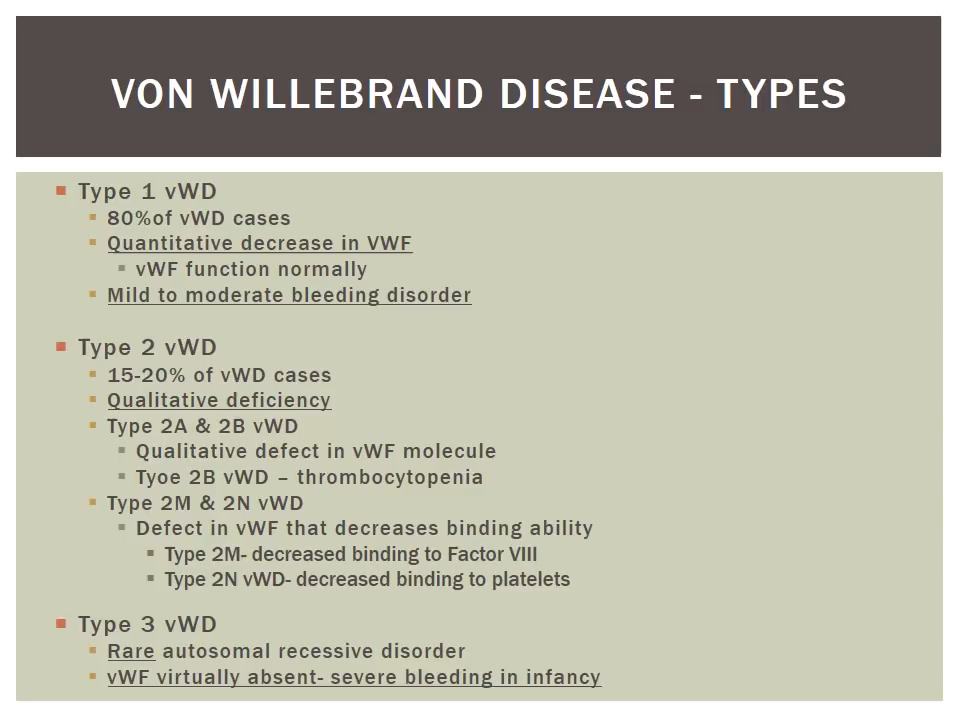 VON WILLEBRAND DISEASE - TYPES
Type 1 vWD
80%of vWD cases
Quantitative decrease in VWF
vWF function normally
Mild to moderate bleeding disorder
Type 2 vWD
15-20% of vWD cases
Qualitative deficiency
Type 2A & 2B vWD
Qualitative defect in vWF molecule
Tyoe 2B vWD – thrombocytopenia
Type 2M & 2N vWD
Defect in vWF that decreases binding ability
Type 2M- decreased binding to Factor VIII
Type 2N vWD- decreased binding to platelets
Type 3 vWD
Rare autosomal recessive disorder
vWF virtually absent- severe bleeding in infancy